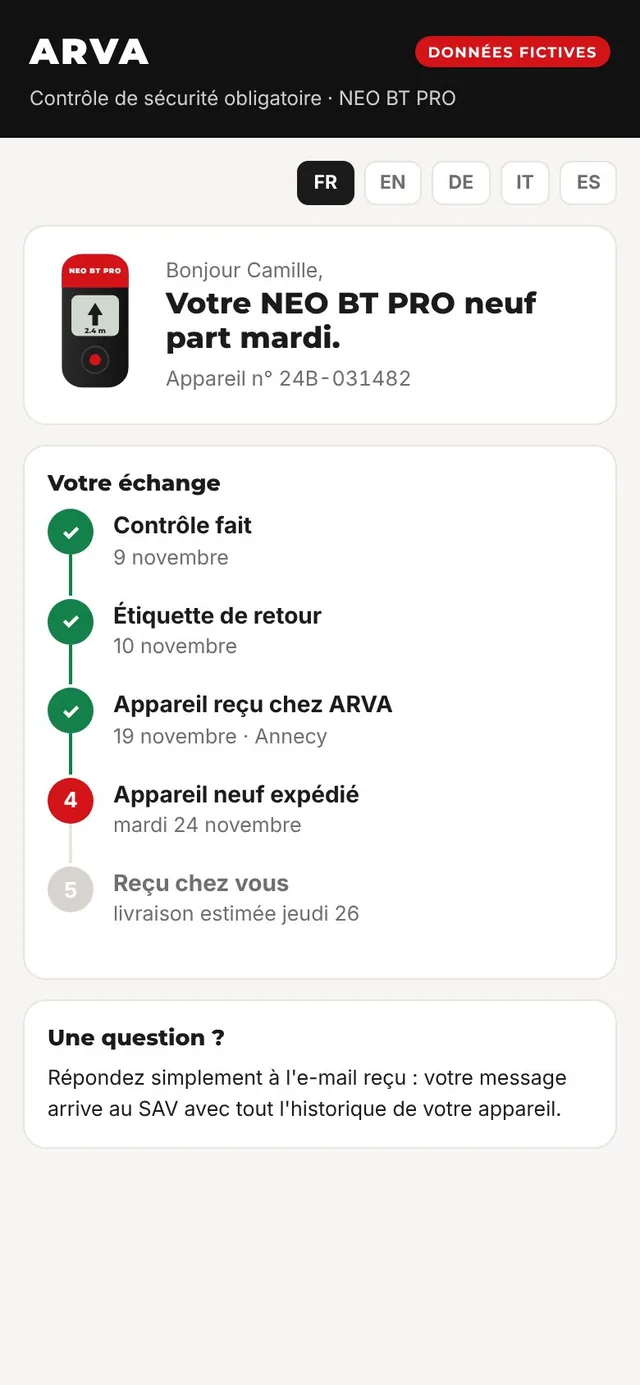 ARVA
DONNÉES FICTIVES
Contrôle de sécurité obligatoire · NEO BT PRO
FR
EN
DE
IT
ES
NEO BT PRO
2.4 m
Bonjour Camille,
Votre NEO BT PRO neuf
part mardi.
Appareil n° 24B-031482
Votre échange
Contrôle fait
9 novembre
Étiquette de retour
10 novembre
Appareil reçu chez ARVA
19 novembre · Annecy
4
Appareil neuf expédié
mardi 24 novembre
5
Reçu chez vous
livraison estimée jeudi 26
Une question ?
Répondez simplement à l'e-mail reçu : votre message
arrive au SAV avec tout l'historique de votre appareil.